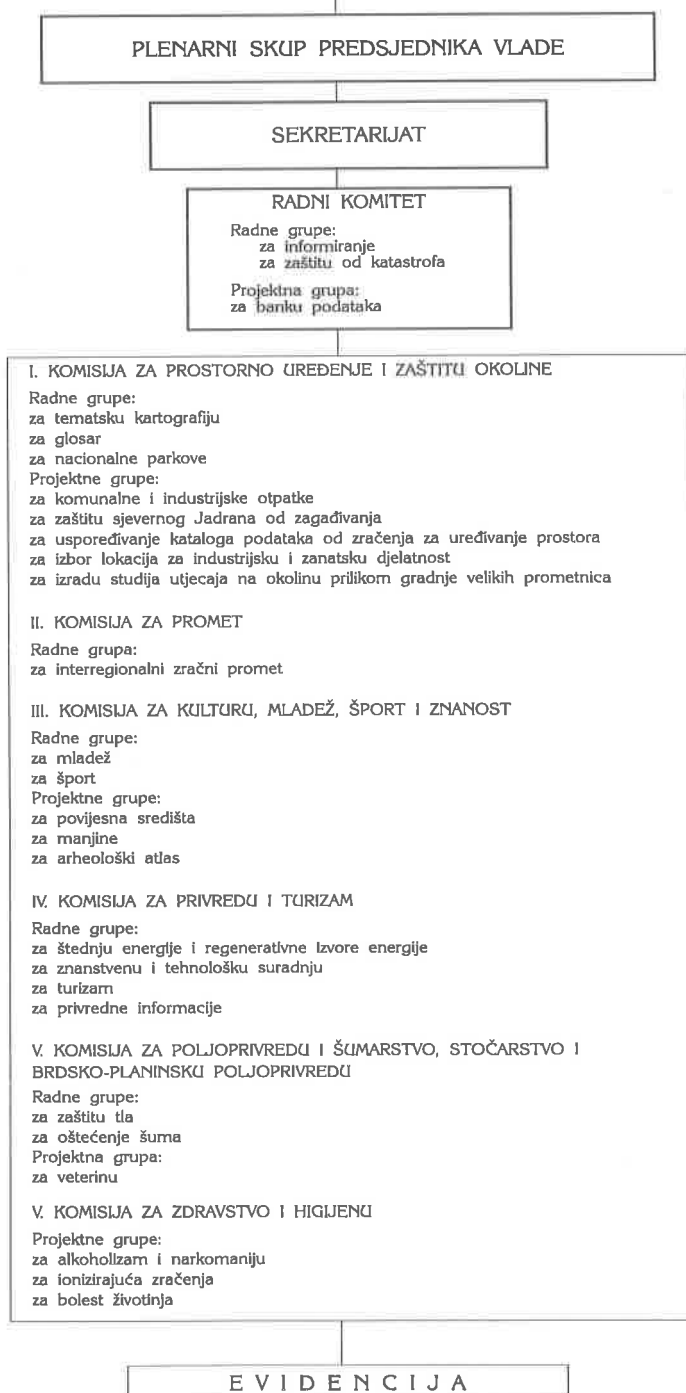 PLENARNI SKUP PREDSJEDNIKA VLADE
SEKRETARIJAT
RADNI KOMITET
Radne grupe:
za informiranje
za zaštitu od katastrofa
Projektna grupa:
za banku podataka
I. KOMISIJA ZA PROSTORNO UREĐENJE I ZAŠTITU OKOLINE
Radne grupe:
za tematsku kartografiju
za glosar
za nacionalne parkove
Projektne grupe:
za komunalne i industrijske otpatke
za zaštitu sjevernog Jadrana od zagađivanja
za uspoređivanje kataloga podataka od zračenja za uređivanje prostora
za izbor lokacija za industrijsku i zanatsku djelatnost
za izradu studija utjecaja na okolinu prilikom gradnje velikih prometnica
II. KOMISIJA ZA PROMET
Radne grupa:
za interregionalni zračni promet
III. KOMISIJA ZA KULTURU, MLADEŽ, ŠPORT I ZNANOST
Radne grupe:
za mladež
za šport
Projektne grupe:
za povijesna središta
za manjine
za arheološki atlas
IV. KOMISIJA ZA PRIVREDU I TURIZAM
Radne grupe:
za štednju energije i regenerativne izvore energije
za znanstvenu i tehnološku suradnju
za turizam
za privredne informacije
V. KOMISIJA ZA POLJOPRIVREDU I ŠUMARSTVO, STOČARSTVO I
BRDSKO-PLANINSKU POLJOPRIVREDU
Radne grupe:
za zaštitu tla
za oštećenje šuma
Projektna grupa:
za veterinu
V. KOMISIJA ZA ZDRAVSTVO I HIGIJENU
Projektne grupe:
za alkoholizam i narkomaniju
za ionizirajuća zračenja
za bolest životinja
EVIDENCIJA